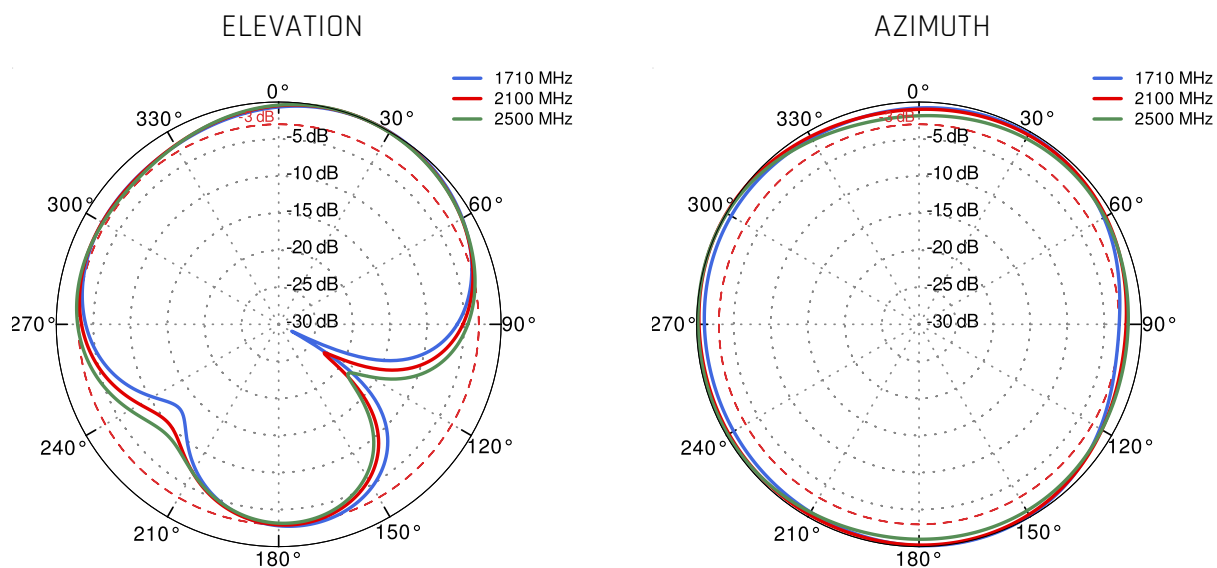 ELEVATION
1710 MHz
2100 MHz
2500 MHz
0°
330°
30°
-3 dB
-5 dB
-10 dB
300°
60°
-15 dB
-20 dB
-25 dB
270°
-30 dB
90°
240°
120°
210°
150°
180°
AZIMUTH
1710 MHz
2100 MHz
2500 MHz
0°
330°
30°
-3 dB
-5 dB
-10 dB
300°
60°
-15 dB
-20 dB
-25 dB
270°
-30 dB
90°
240°
120°
210°
150°
180°